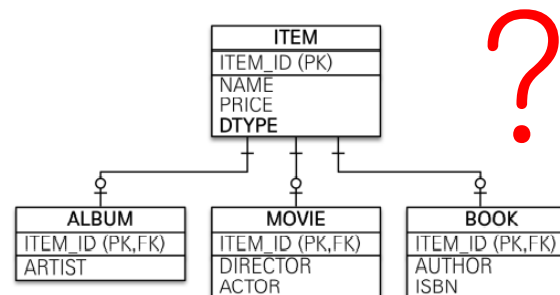 ?
ITEM
ITEM_ID (PK)
NAME
PRICE
DTYPE
ALBUM
ITEM_ID (PK,FK)
ARTIST
MOVIE
ITEM_ID (PK,FK)
DIRECTOR
ACTOR
BOOK
ITEM_ID (PK,FK)
AUTHOR
ISBN